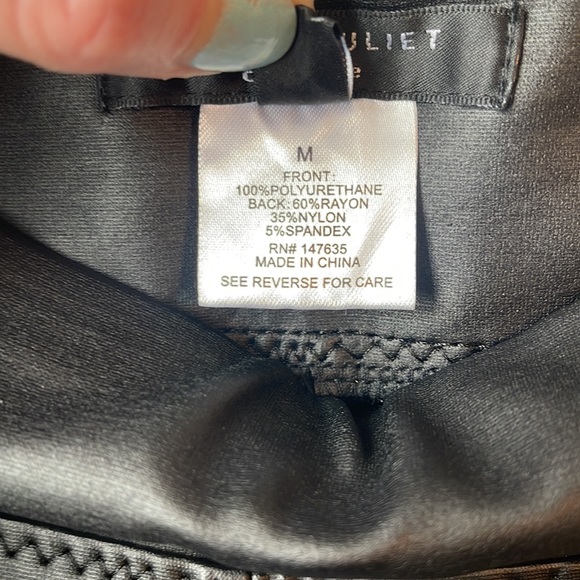 ULIET
c e
M
FRONT:
100%POLYURETHANE
BACK: 60%RAYON
35%NYLON
5%SPANDEX
RN# 147635
MADE IN CHINA
SEE REVERSE FOR CARE